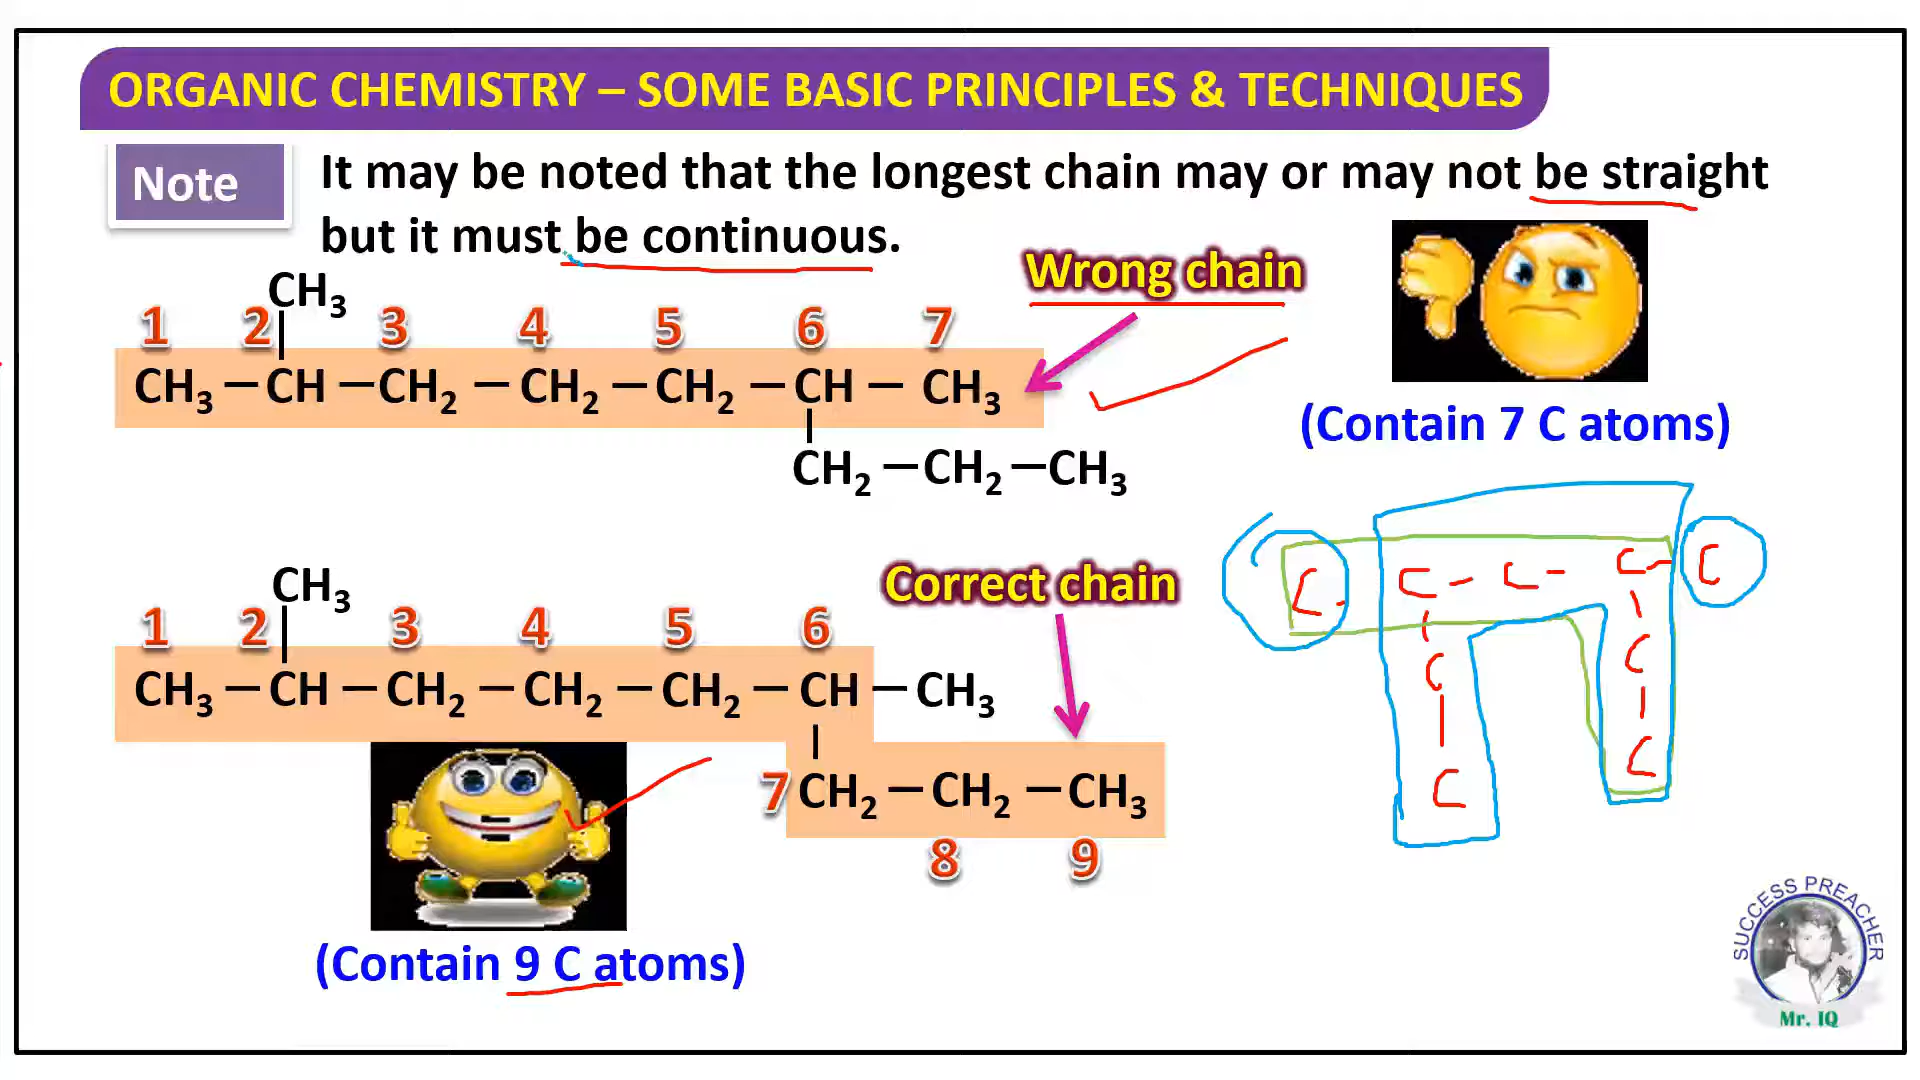 ORGANIC CHEMISTRY – SOME BASIC PRINCIPLES & TECHNIQUES
Note
It may be noted that the longest chain may or may not be straight
but it must be continuous.
Wrong chain
CH₃
1 2 3 4 5 6 7
CH₃ – CH – CH₂ – CH₂ – CH₂ – CH – CH₃
CH₂ – CH₂ – CH₃
(Contain 7 C atoms)
C - C - C - C - C
C C
C C
Correct chain
CH₃
1 2 3 4 5 6
CH₃ – CH – CH₂ – CH₂ – CH₂ – CH – CH₃
7 CH₂ – CH₂ – CH₃
8 9
(Contain 9 C atoms)
SUCCESS PREACHER
Mr. IQ